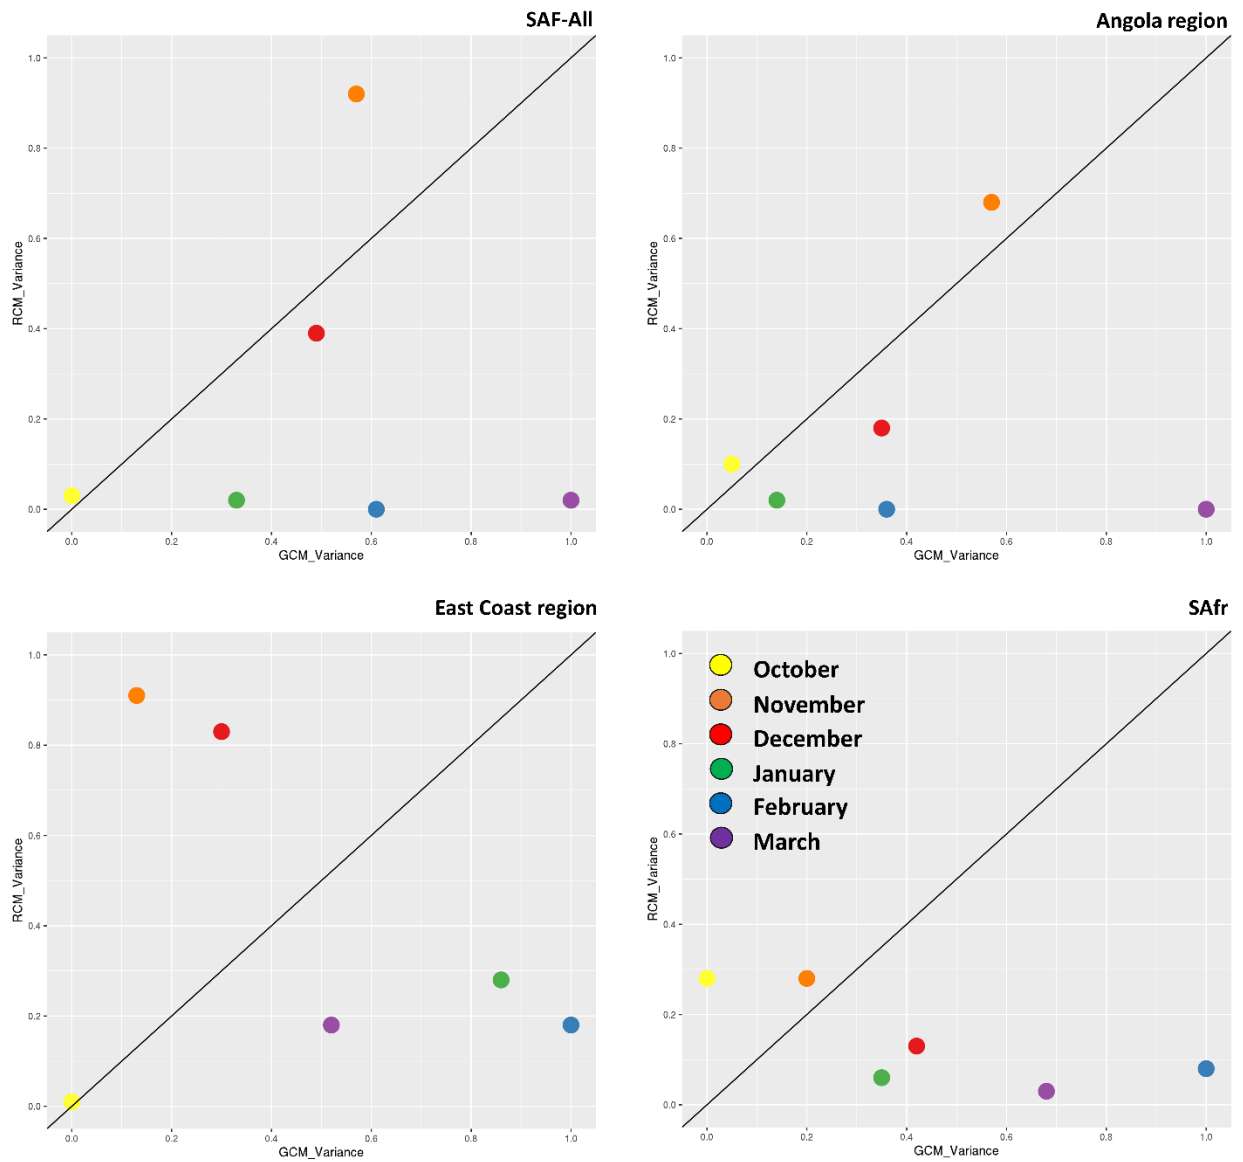 SAF-All
1.0
0.8
0.6
0.4
0.2
0.0
RCM_Variance
0.0 0.2 0.4 0.6 0.8 1.0
GCM_Variance
Angola region
1.0
0.8
0.6
0.4
0.2
0.0
RCM_Variance
0.0 0.2 0.4 0.6 0.8 1.0
GCM_Variance
East Coast region
1.0
0.8
0.6
0.4
0.2
0.0
RCM_Variance
0.0 0.2 0.4 0.6 0.8 1.0
GCM_Variance
SAfr
1.0
0.8
0.6
0.4
0.2
0.0
RCM_Variance
October
November
December
January
February
March
0.0 0.2 0.4 0.6 0.8 1.0
GCM_Variance